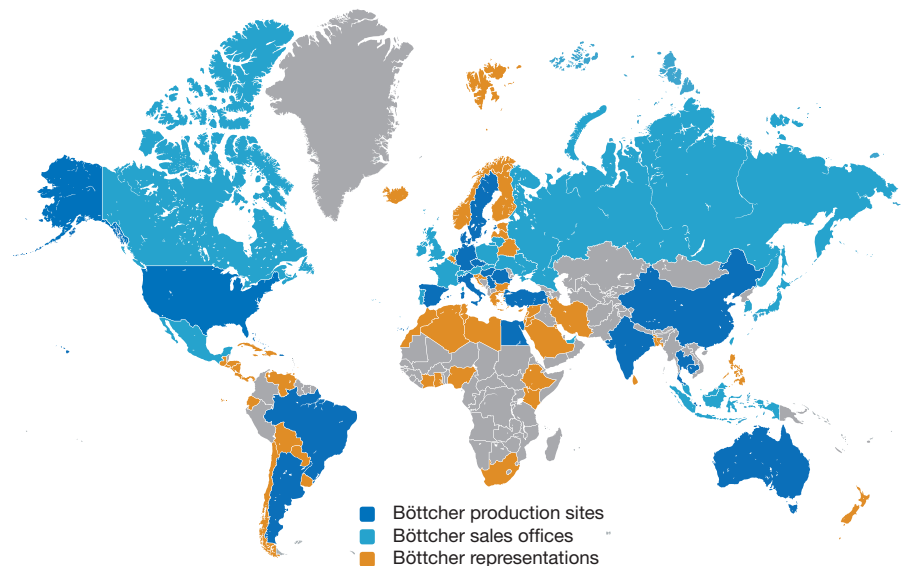 Böttcher production sites
Böttcher sales offices
Böttcher representations